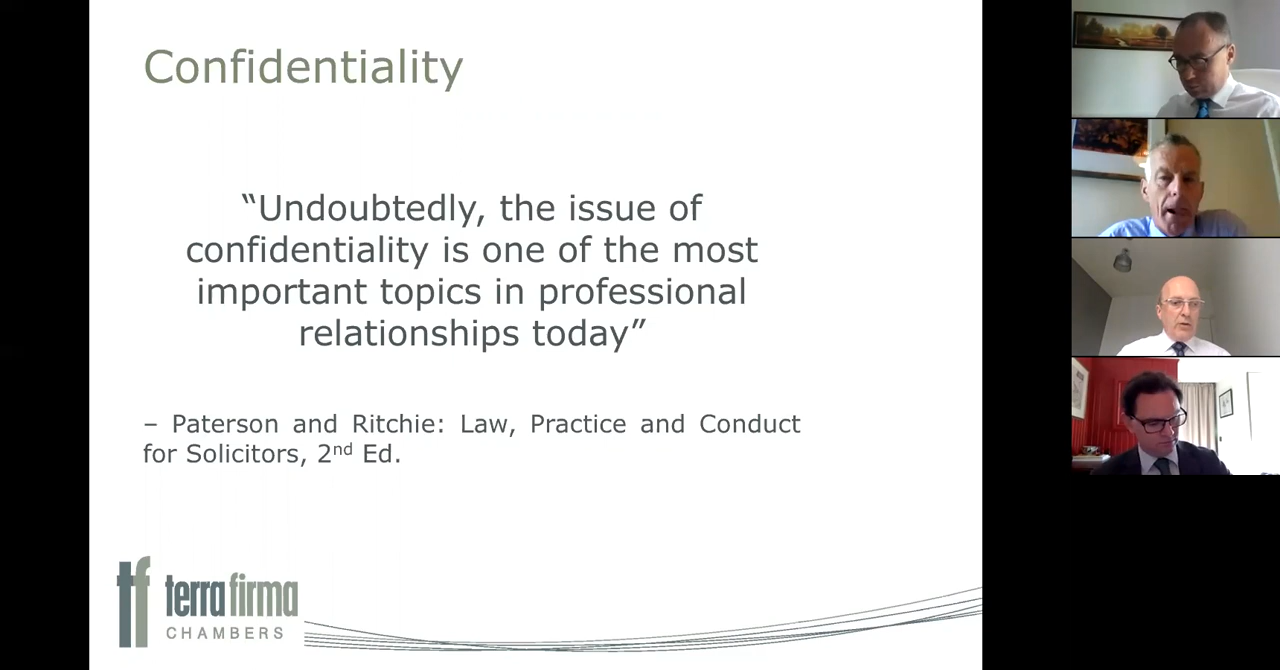 Confidentiality
“Undoubtedly, the issue of
confidentiality is one of the most
important topics in professional
relationships today”
– Paterson and Ritchie: Law, Practice and Conduct
for Solicitors, 2nd Ed.
tf terra firma
CHAMBERS